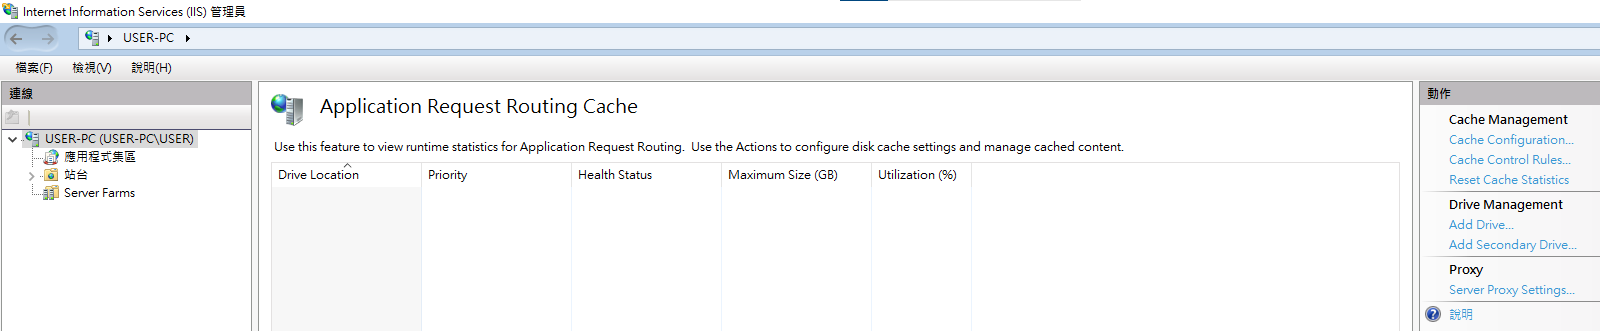 Internet Information Services (IIS) 管理員
USER-PC
檔案(F) 檢視(V) 說明(H)
連線
USER-PC (USER-PC\USER)
應用程式集區
站台
Server Farms
Application Request Routing Cache
Use this feature to view runtime statistics for Application Request Routing.  Use the Actions to configure disk cache settings and manage cached content.
Drive Location Priority Health Status Maximum Size (GB) Utilization (%)
動作
Cache Management
Cache Configuration...
Cache Control Rules...
Reset Cache Statistics
Drive Management
Add Drive...
Add Secondary Drive...
Proxy
Server Proxy Settings...
說明